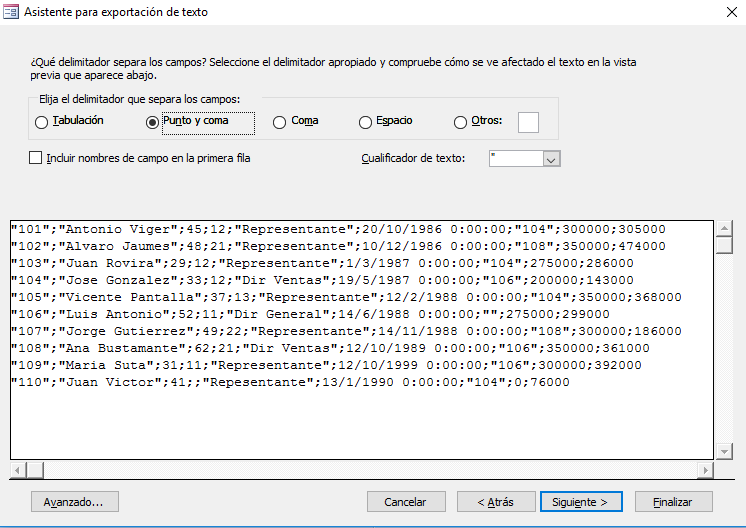 Asistente para exportación de texto
¿Qué delimitador separa los campos? Seleccione el delimitador apropiado y compruebe cómo se ve afectado el texto en la vista
previa que aparece abajo.
Elija el delimitador que separa los campos:
Tabulación Punto y coma Coma Espacio Otros:
Incluir nombres de campo en la primera fila Cualificador de texto: "
"101";"Antonio Viger";45;12;"Representante";20/10/1986 0:00:00;"104";300000;305000
"102";"Alvaro Jaumes";48;21;"Representante";10/12/1986 0:00:00;"108";350000;474000
"103";"Juan Rovira";29;12;"Representante";1/3/1987 0:00:00;"104";275000;286000
"104";"Jose Gonzalez";33;12;"Dir Ventas";19/5/1987 0:00:00;"106";200000;143000
"105";"Vicente Pantalla";37;13;"Representante";12/2/1988 0:00:00;"104";350000;368000
"106";"Luis Antonio";52;11;"Dir General";14/6/1988 0:00:00;"";275000;299000
"107";"Jorge Gutierrez";49;22;"Representante";14/11/1988 0:00:00;"108";300000;186000
"108";"Ana Bustamante";62;21;"Dir Ventas";12/10/1989 0:00:00;"106";350000;361000
"109";"Maria Suta";31;11;"Representante";12/10/1999 0:00:00;"106";300000;392000
"110";"Juan Victor";41;;"Repesentante";13/1/1990 0:00:00;"104";0;76000
Avanzado... Cancelar < Atrás Siguiente > Finalizar